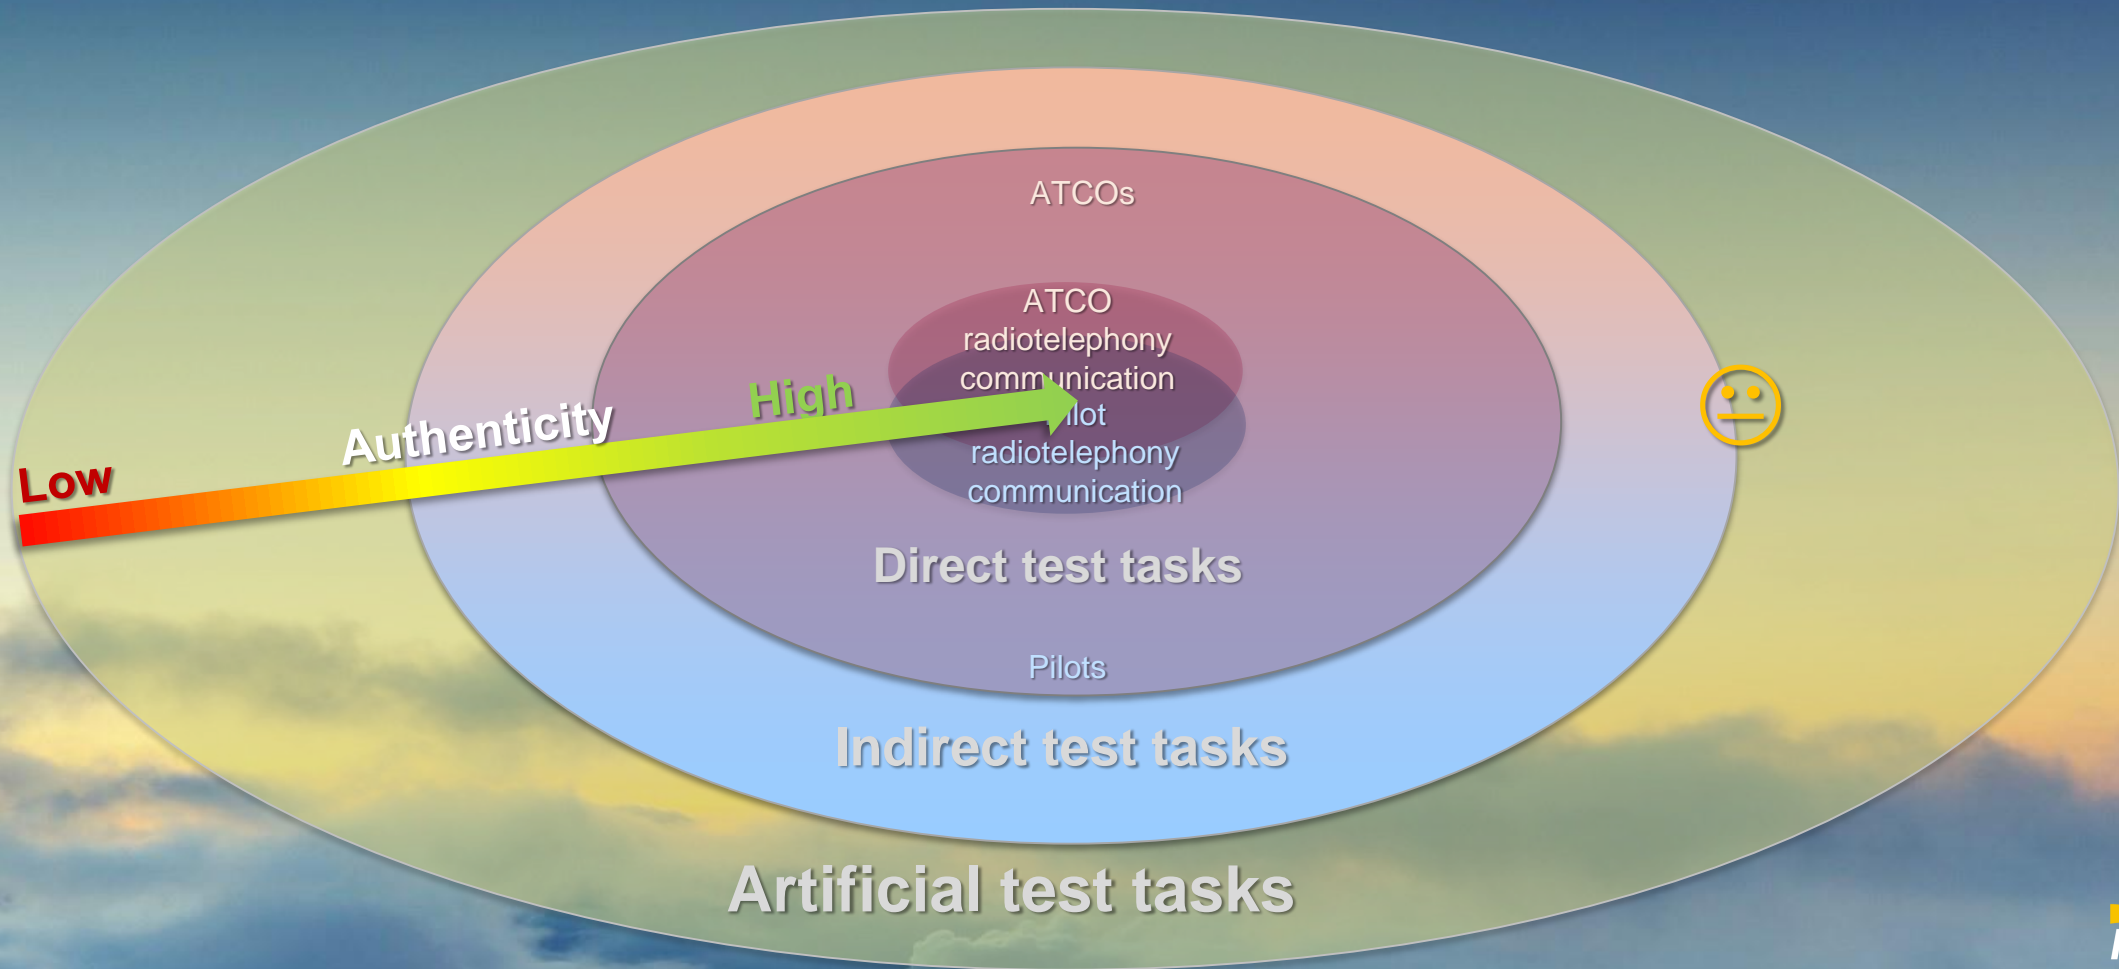 ATCOs
ATCO
radiotelephony
communication
High
Authenticity
Low
radiotelephony
communication
Direct test tasks
Pilots
Indirect test tasks
Artificial test tasks